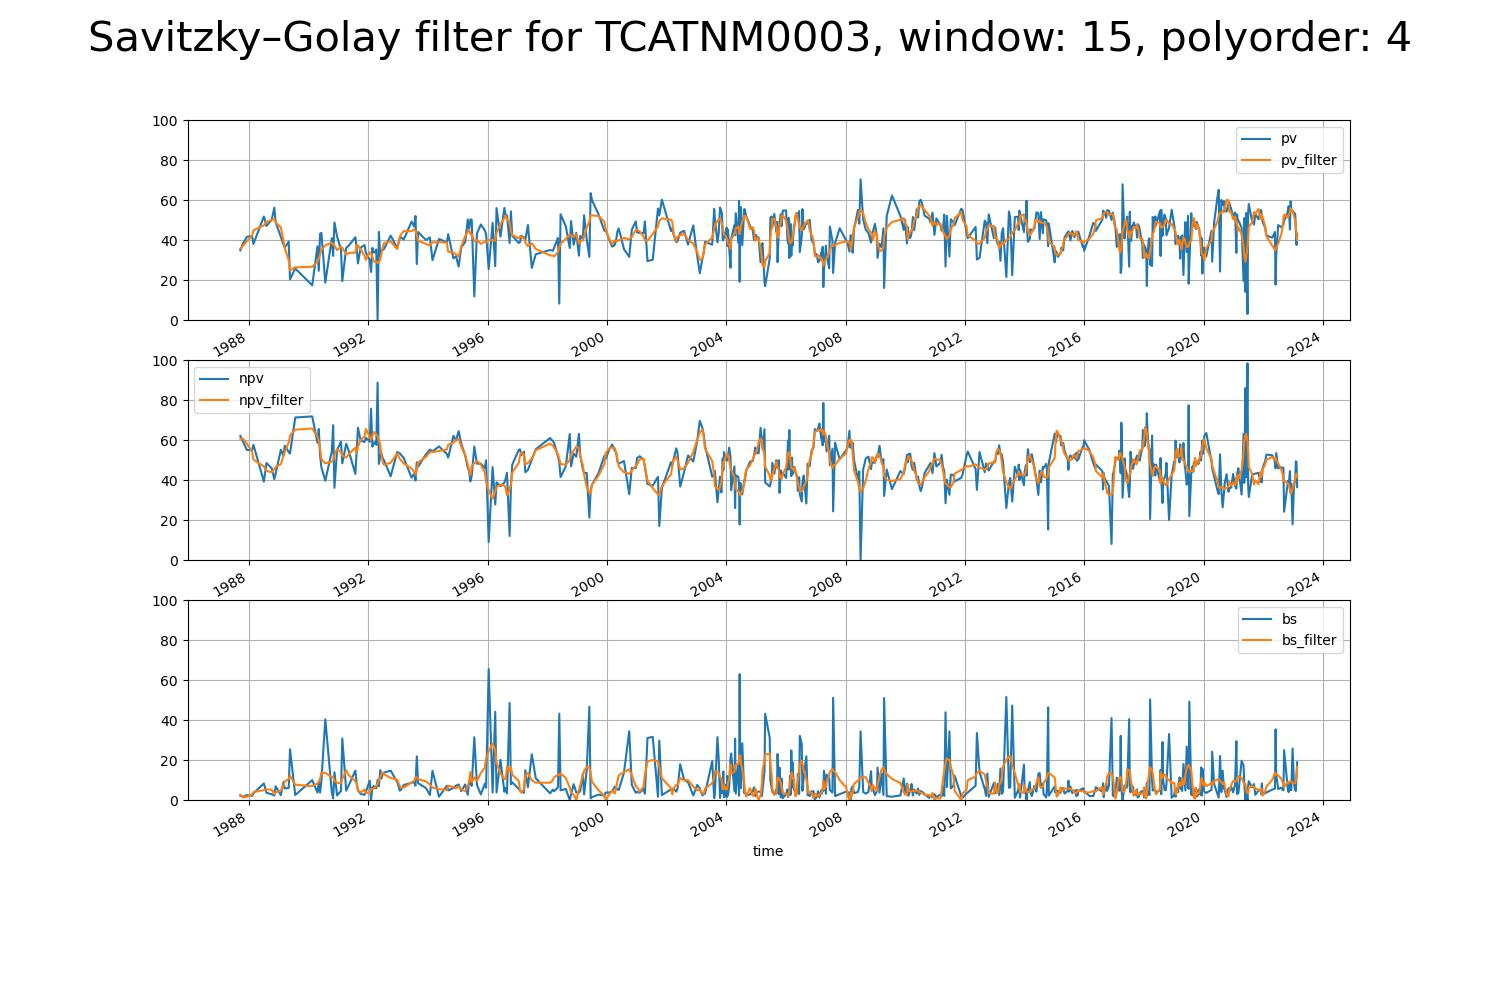 Savitzky–Golay filter for TCATNM0003, window: 15, polyorder: 4
100
80
60
40
20
0
pv
pv_filter
1988 1992 1996 2000 2004 2008 2012 2016 2020 2024
100
80
60
40
20
0
npv
npv_filter
1988 1992 1996 2000 2004 2008 2012 2016 2020 2024
100
80
60
40
20
0
bs
bs_filter
1988 1992 1996 2000 2004 2008 2012 2016 2020 2024
time